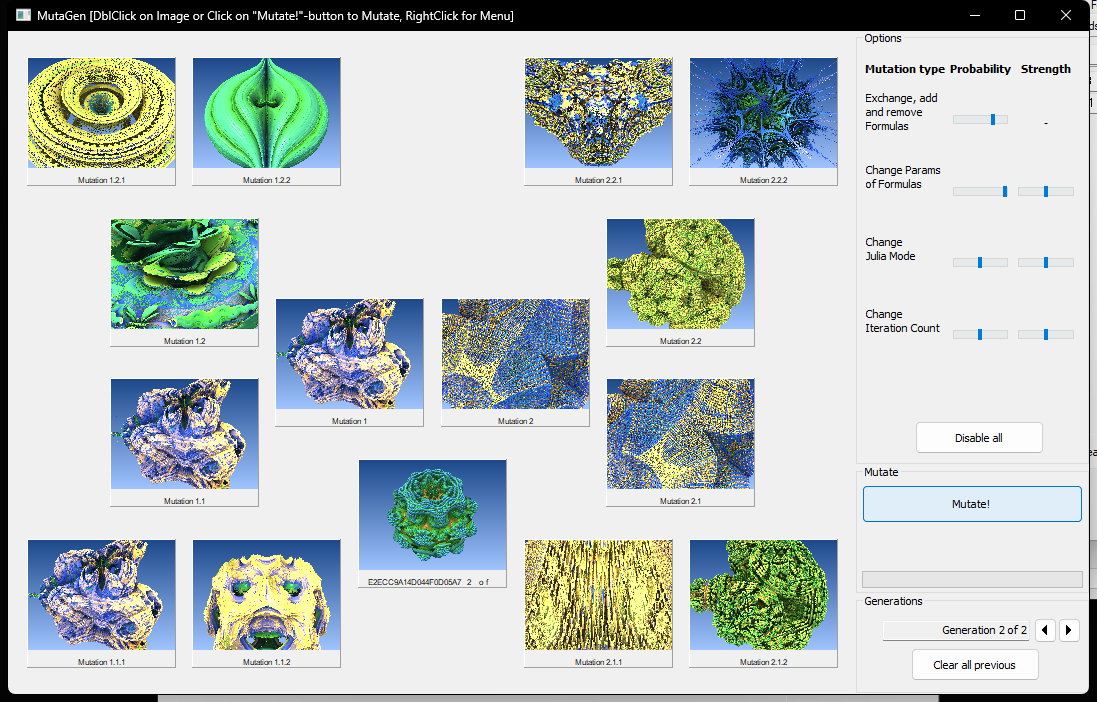 MutaGen [DblClick on Image or Click on "Mutate!"-button to Mutate, RightClick for Menu]
Mutation 1.2.1
Mutation 1.2.2
Mutation 2.2.1
Mutation 2.2.2
Mutation 1.2
Mutation 2.2
Mutation 1
Mutation 2
Mutation 1.1
Mutation 2.1
E2ECC9A14D044F0D05A7 2 of
Mutation 1.1.1
Mutation 1.1.2
Mutation 2.1.1
Mutation 2.1.2
Options
Mutation type Probability Strength
Exchange, add
and remove
Formulas
-
Change Params
of Formulas
Change
Julia Mode
Change
Iteration Count
Disable all
Mutate
Mutate!
Generations
Generation 2 of 2
Clear all previous